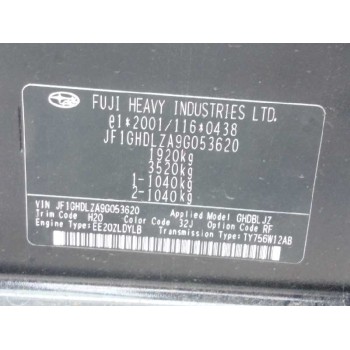 FUJI HEAVY INDUSTRIES LTD.
e1*2001/116*0438
JF1GHDLZA9G053620
1920kg
3520kg
1-1040kg
2-1040kg
VIN JF1GHDLZA9G053620 Applied Model GHDBLJZ
Trim Code H20 Color Code 32J Option Code RF
Engine Type: EE20ZLDYLB Transmission Type: TY756W12AB